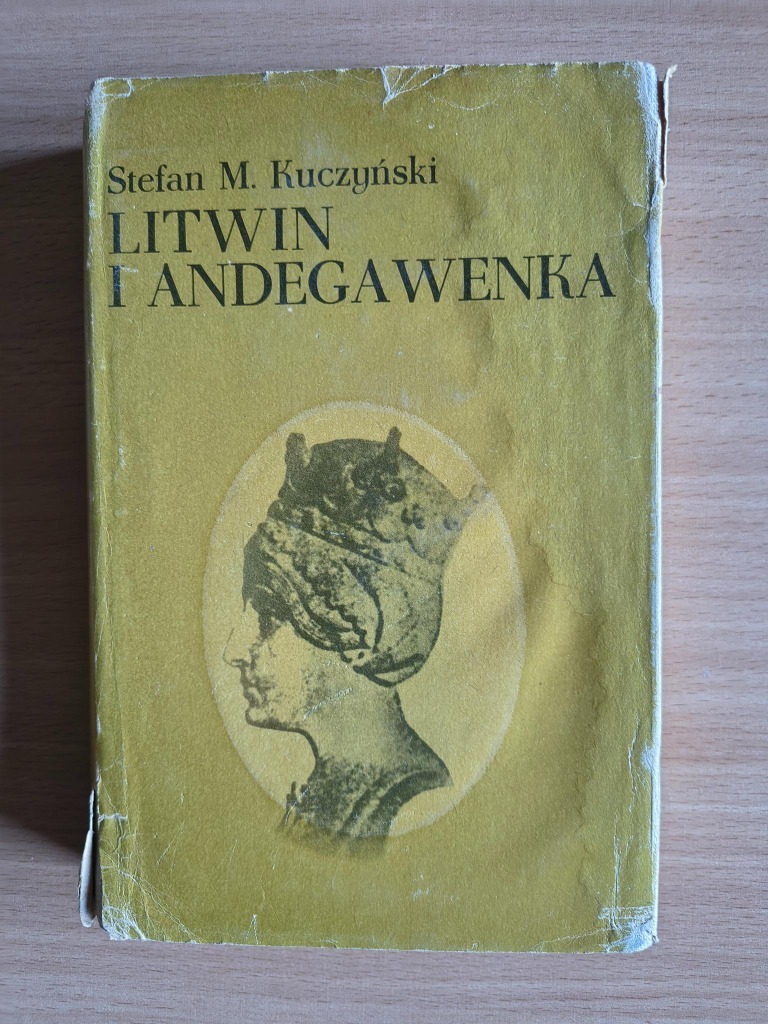 Stefan M. Kuczyński
LITWIN
I ANDEGAWENKA